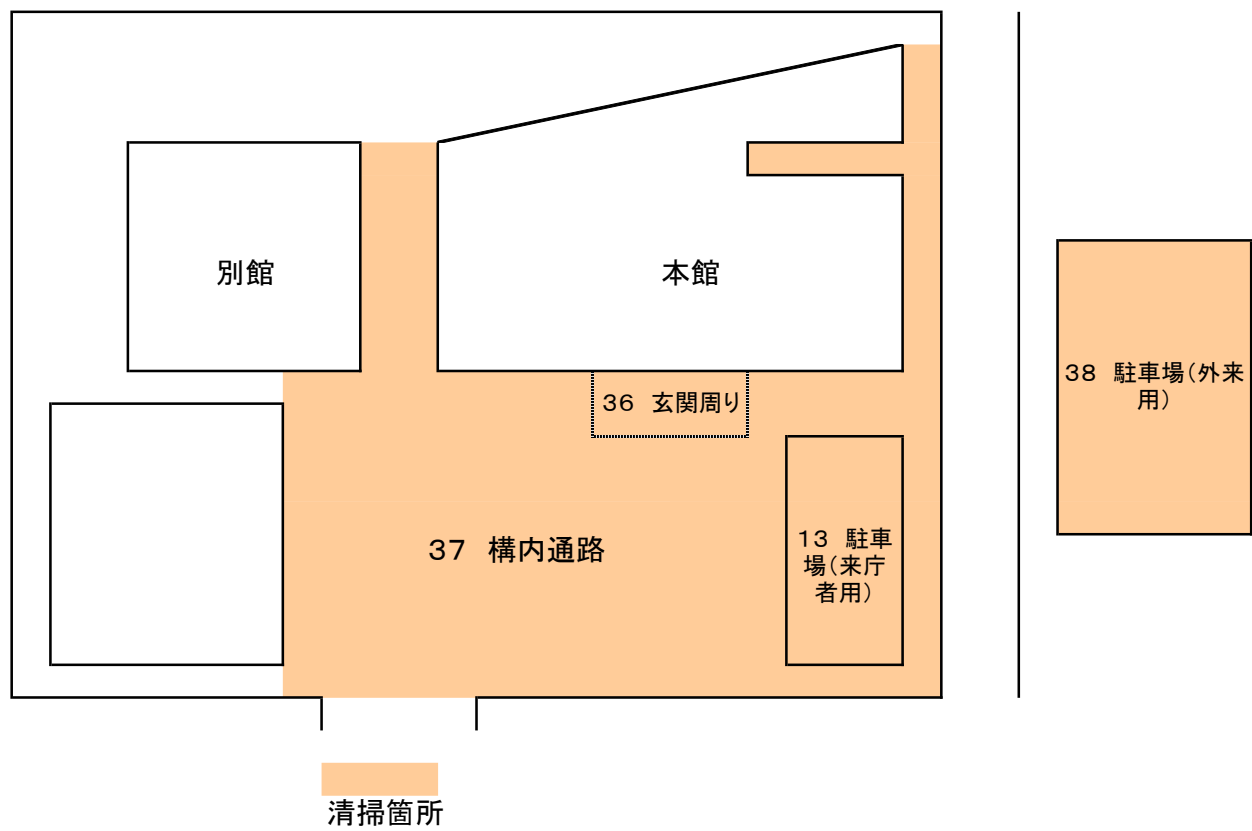 別館
本館
36 玄関周り
38 駐車場(外来
用)
37 構内通路
13 駐車
場(来庁
者用)
清掃箇所